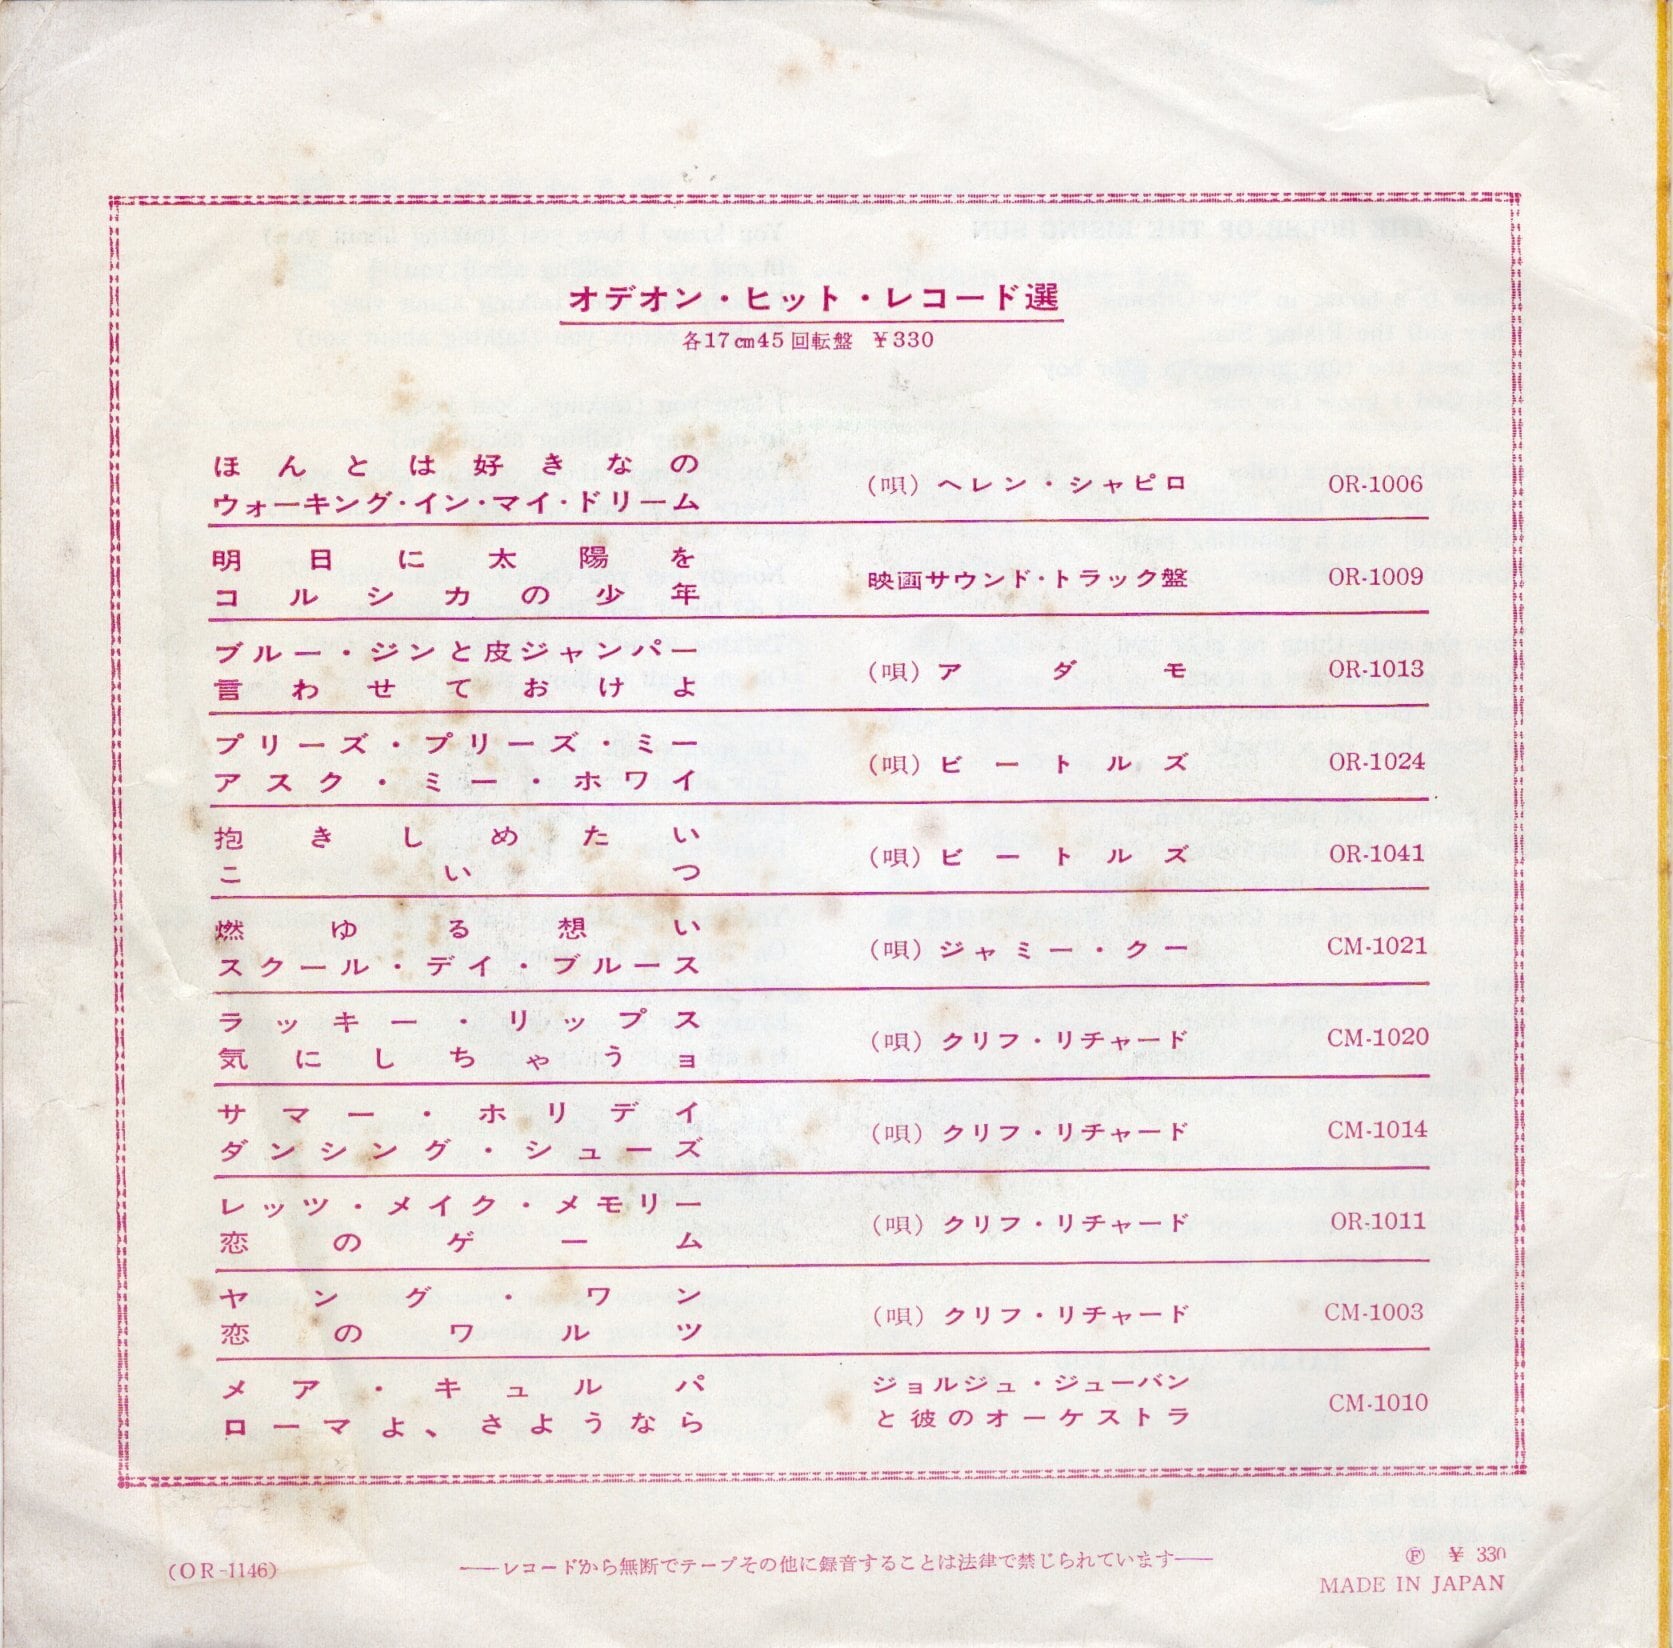 オデオン・ヒット・レコード選
各17cm45回転盤 ¥330
ほんとは好きなの
ウォーキング・イン・マイ・ドリーム
(唄) ヘレン・シャピロ
OR-1006
明日に太陽を
コルシカの少年
映画サウンド・トラック盤
OR-1009
ブルー・ジンと皮ジャンパー
言わせておけよ
(唄) アダモ
OR-1013
プリーズ・プリーズ・ミー
アスク・ミー・ホワイ
(唄) ビートルズ
OR-1024
抱きしめたい
こいつ
(唄) ビートルズ
OR-1041
燃ゆる想い
スクール・デイ・ブルース
(唄) ジャミー・クー
CM-1021
ラッキー・リップス
気にしちゃうョ
(唄) クリフ・リチャード
CM-1020
サマー・ホリデイ
ダンシング・シューズ
(唄) クリフ・リチャード
CM-1014
レッツ・メイク・メモリー
恋のゲーム
(唄) クリフ・リチャード
OR-1011
ヤング・ワン
恋のワルツ
(唄) クリフ・リチャード
CM-1003
メア・キュルパ
ローマよ、さようなら
ジョルジュ・ジューバン
と彼のオーケストラ
CM-1010
(OR-1146)
——レコードから無断でテープその他に録音することは法律で禁じられています——
Ⓕ ¥ 330
MADE IN JAPAN